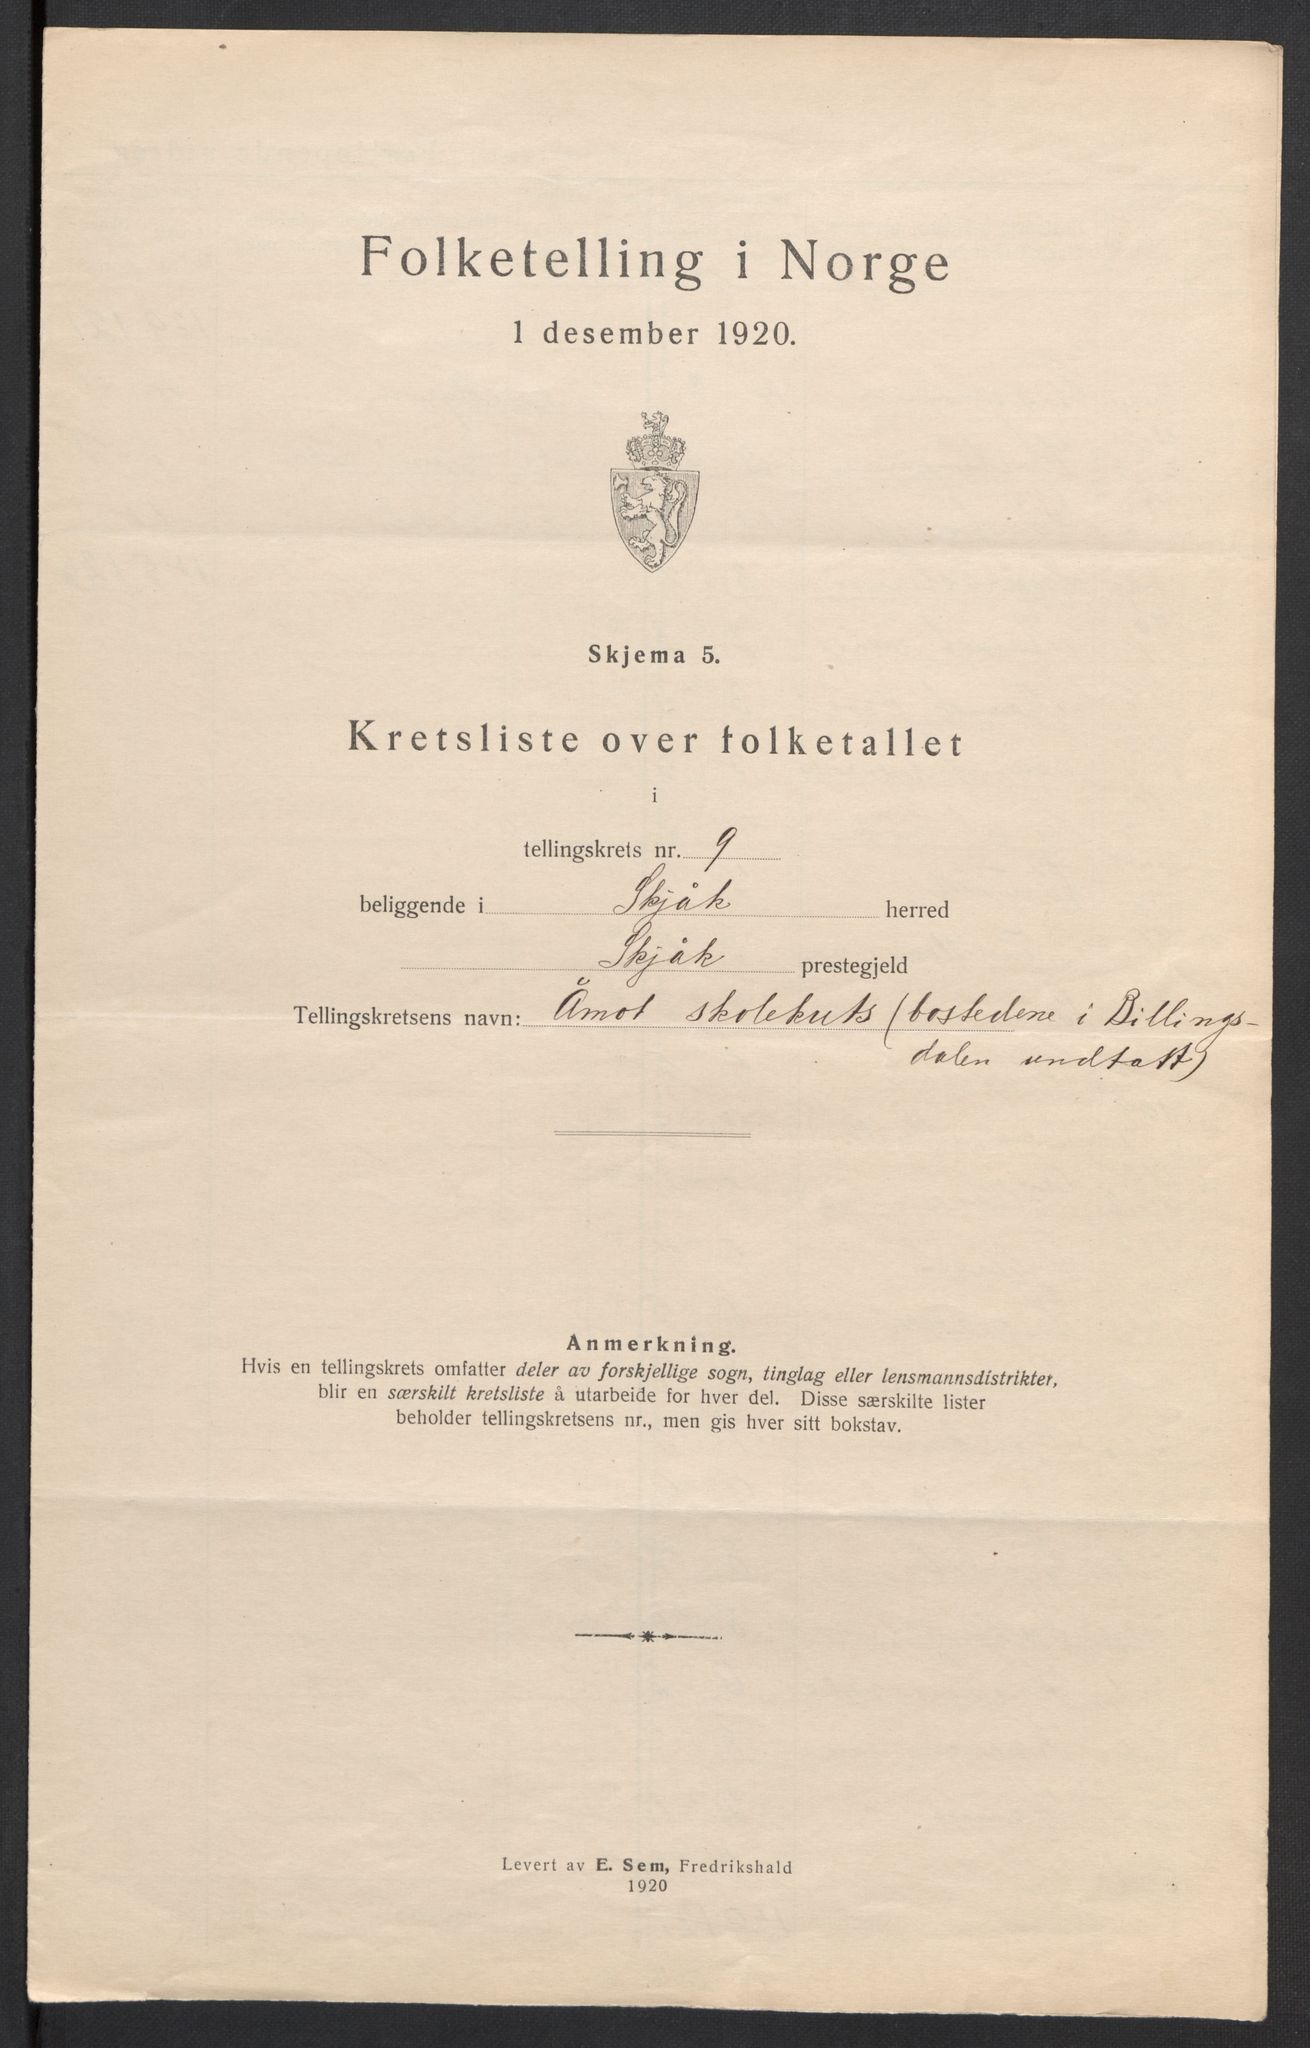 Folketelling i Norge
1 desember 1920.
Skjema 5.
Kretsliste over folketallet
i
tellingskrets nr. 9
beliggende i Skjåk herred
Skjåk prestegjeld
Tellingskretsens navn: Åmot skolekrets (bostedene i Billings-
dalen undtatt)
Anmerkning.
Hvis en tellingskrets omfatter deler av forskjellige sogn, tinglag eller lensmannsdistrikter,
blir en særskilt kretsliste å utarbeide for hver del. Disse særskilte lister
beholder tellingskretsens nr., men gis hver sitt bokstav.
Levert av E. Sem, Fredrikshald
1920